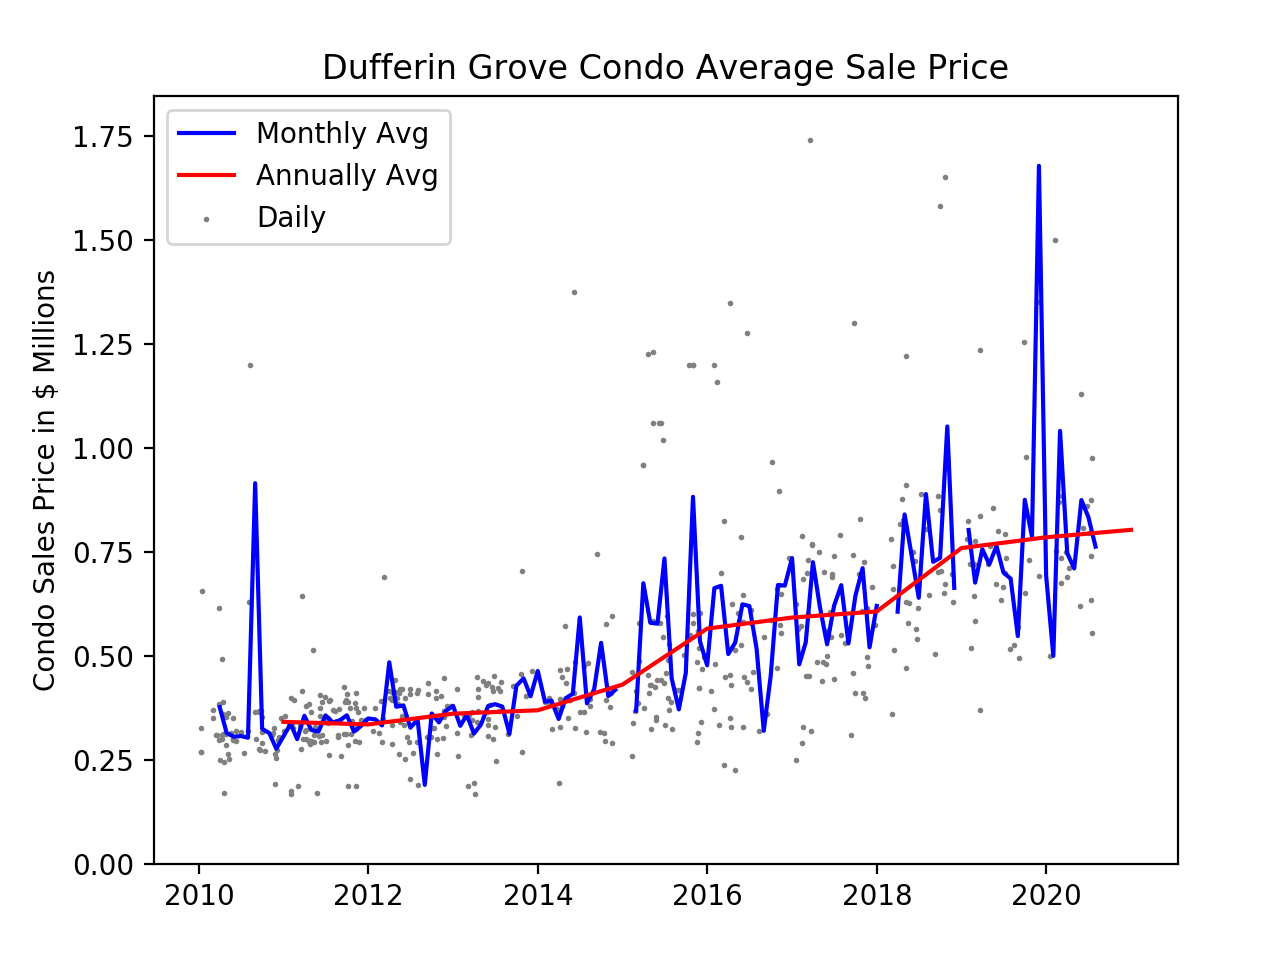 Dufferin Grove Condo Average Sale Price
Monthly Avg
Annually Avg
Daily
Condo Sales Price in $ Millions
1.75
1.50
1.25
1.00
0.75
0.50
0.25
0.00
2010 2012 2014 2016 2018 2020